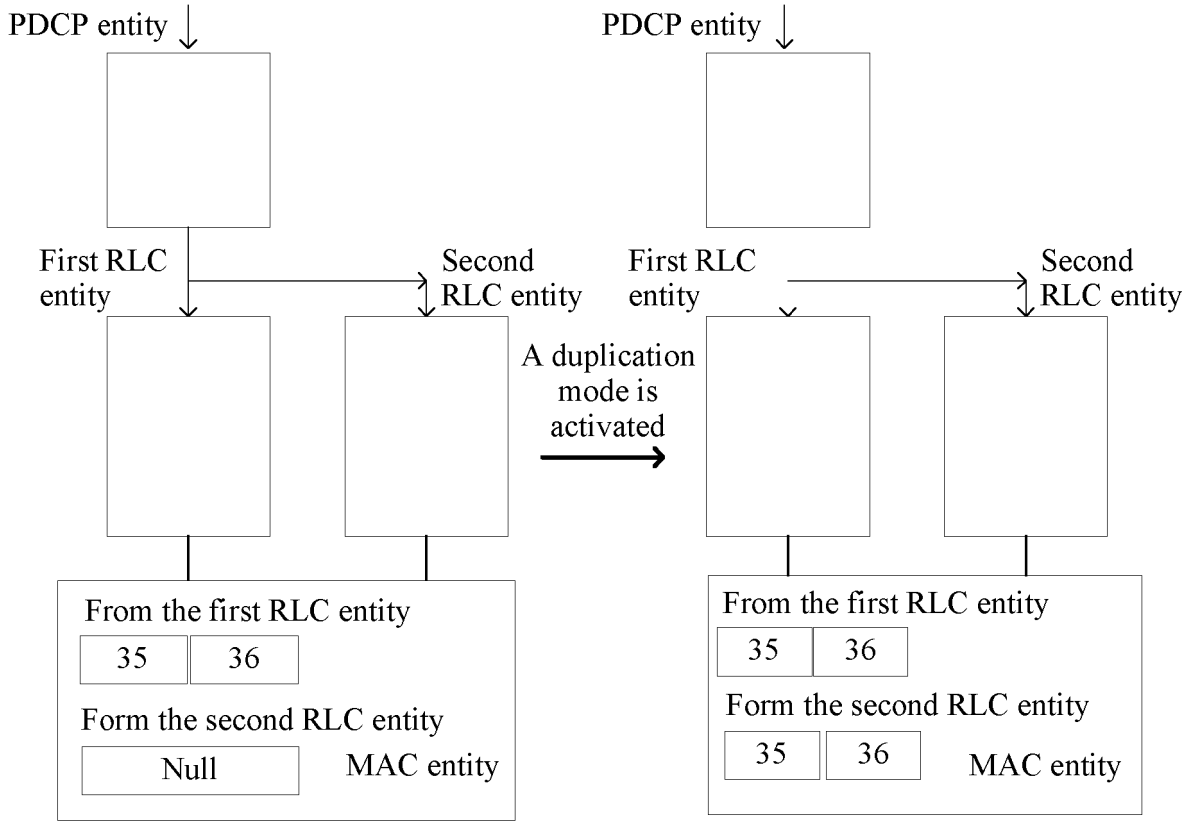 PDCP entity
First RLC
entity
Second
RLC entity
From the first RLC entity
35 36
Form the second RLC entity
Null
MAC entity
A duplication
mode is
activated
PDCP entity
First RLC
entity
Second
RLC entity
From the first RLC entity
35 36
Form the second RLC entity
35 36
MAC entity